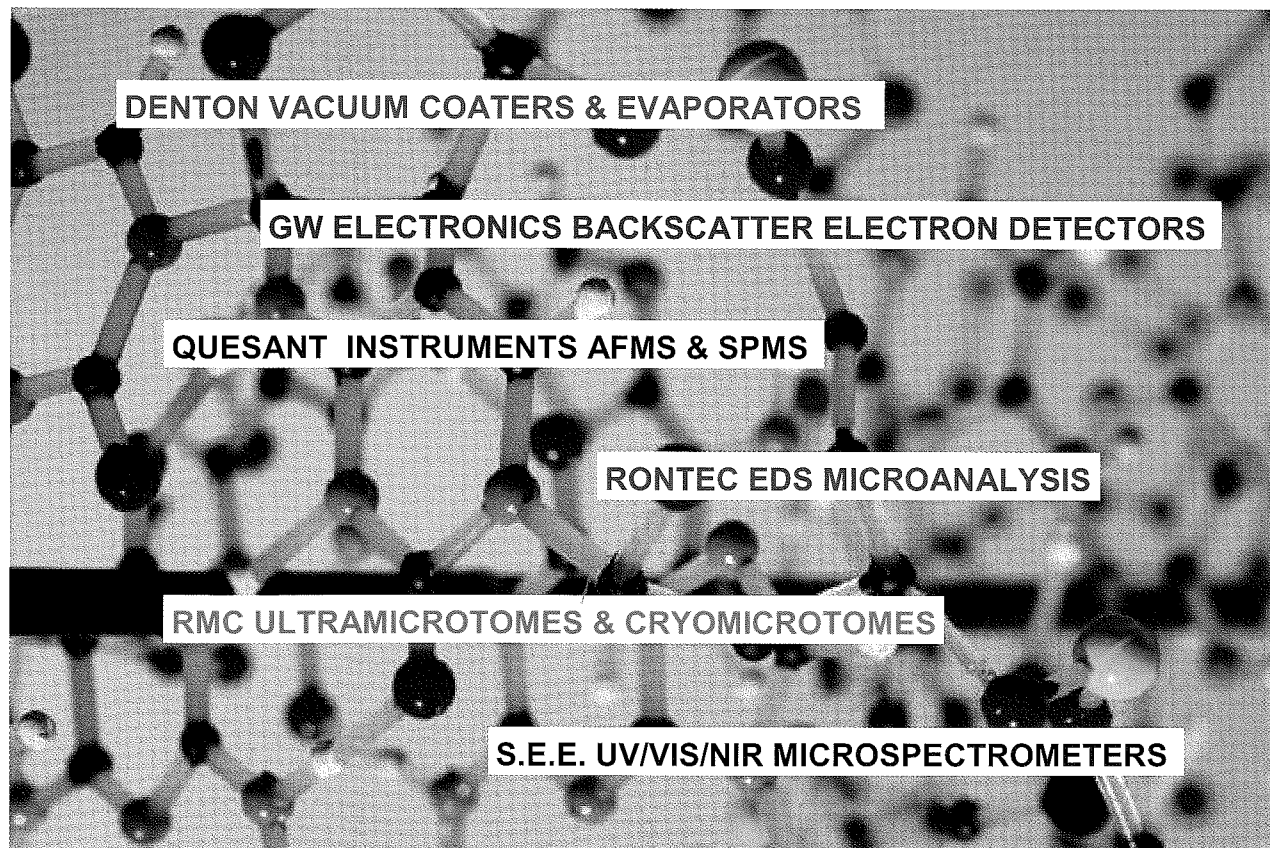 DENTON VACUUM COATERS & EVAPORATORS
GW ELECTRONICS BACKSCATTER ELECTRON DETECTORS
QUESANT INSTRUMENTS AFMS & SPMS
RONTEC EDS MICROANALYSIS
RMC ULTRAMICROTOMES & CRYOMICROTOMES
S.E.E. UV/VIS/NIR MICROSPECTROMETERS